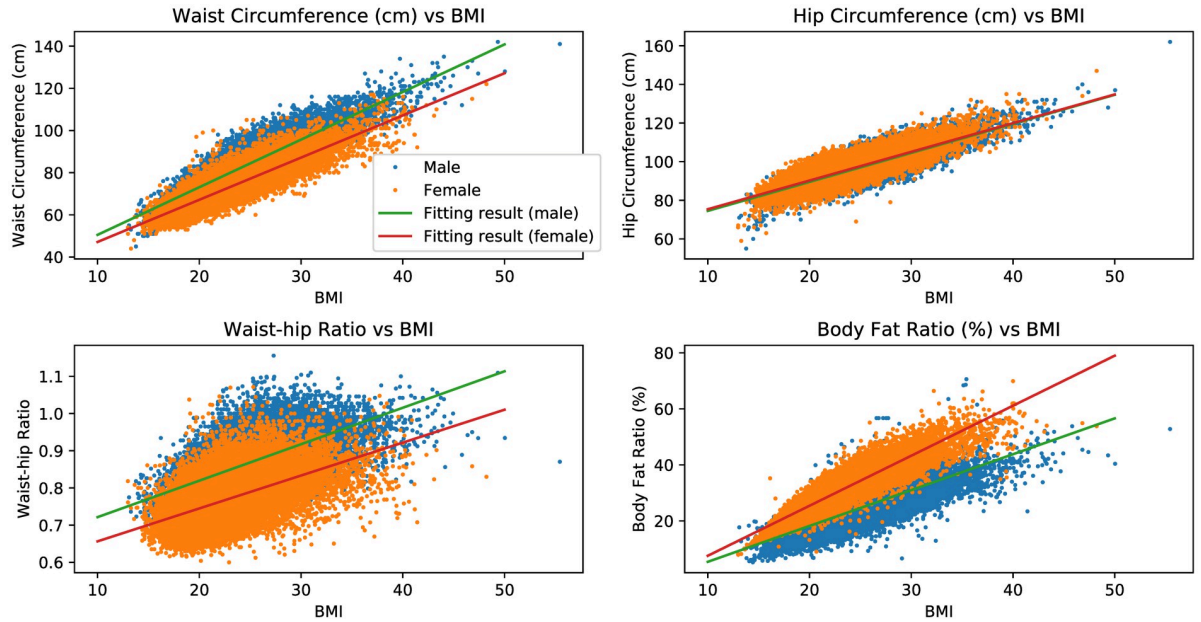 Waist Circumference (cm) vs BMI
Waist Circumference (cm)
140
120
100
80
60
40
10 20 30 40 50
BMI
Male
Female
Fitting result (male)
Fitting result (female)
Hip Circumference (cm) vs BMI
Hip Circumference (cm)
160
140
120
100
80
60
10 20 30 40 50
BMI
Waist-hip Ratio vs BMI
Waist-hip Ratio
1.1
1.0
0.9
0.8
0.7
0.6
10 20 30 40 50
BMI
Body Fat Ratio (%) vs BMI
Body Fat Ratio (%)
80
60
40
20
10 20 30 40 50
BMI